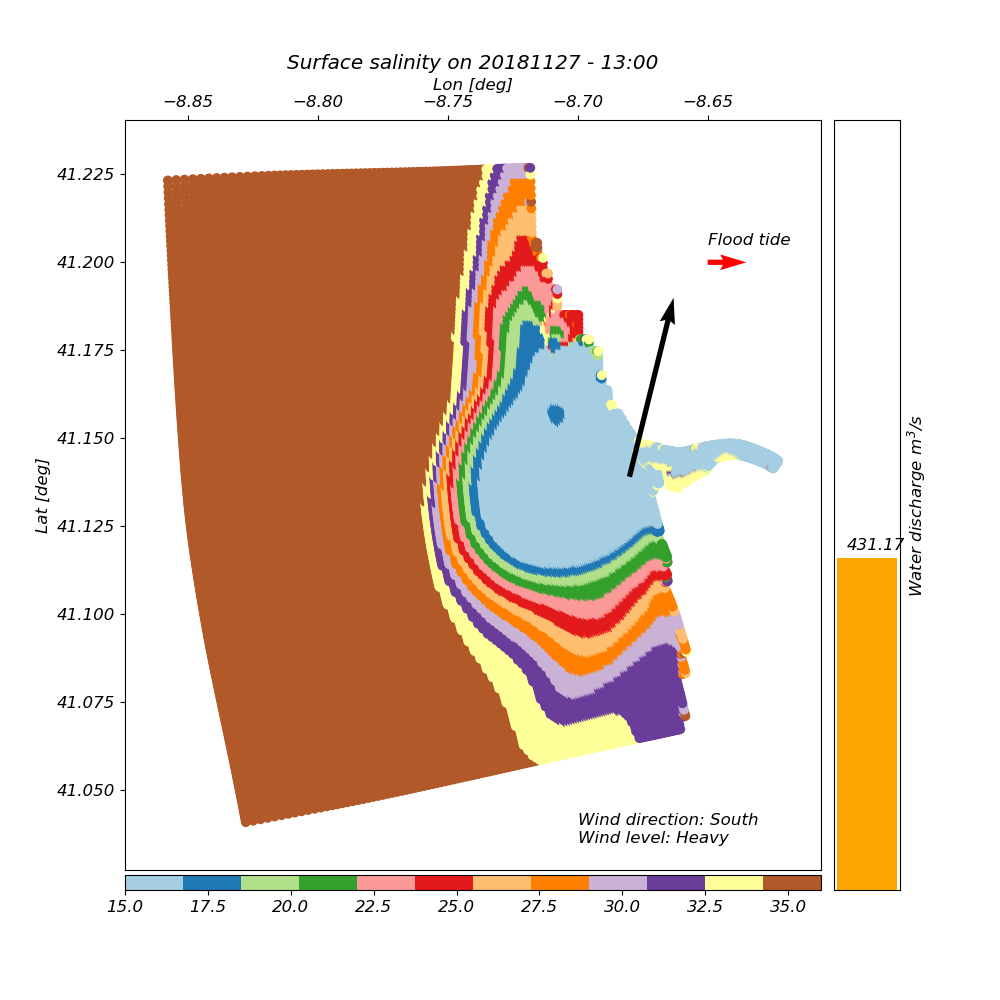 Surface salinity on 20181127 - 13:00
Lon [deg]
−8.85 −8.80 −8.75 −8.70 −8.65
41.225
41.200
41.175
41.150
41.125
41.100
41.075
41.050
Lat [deg]
Flood tide
Wind direction: South
Wind level: Heavy
431.17
Water discharge m³/s
15.0 17.5 20.0 22.5 25.0 27.5 30.0 32.5 35.0